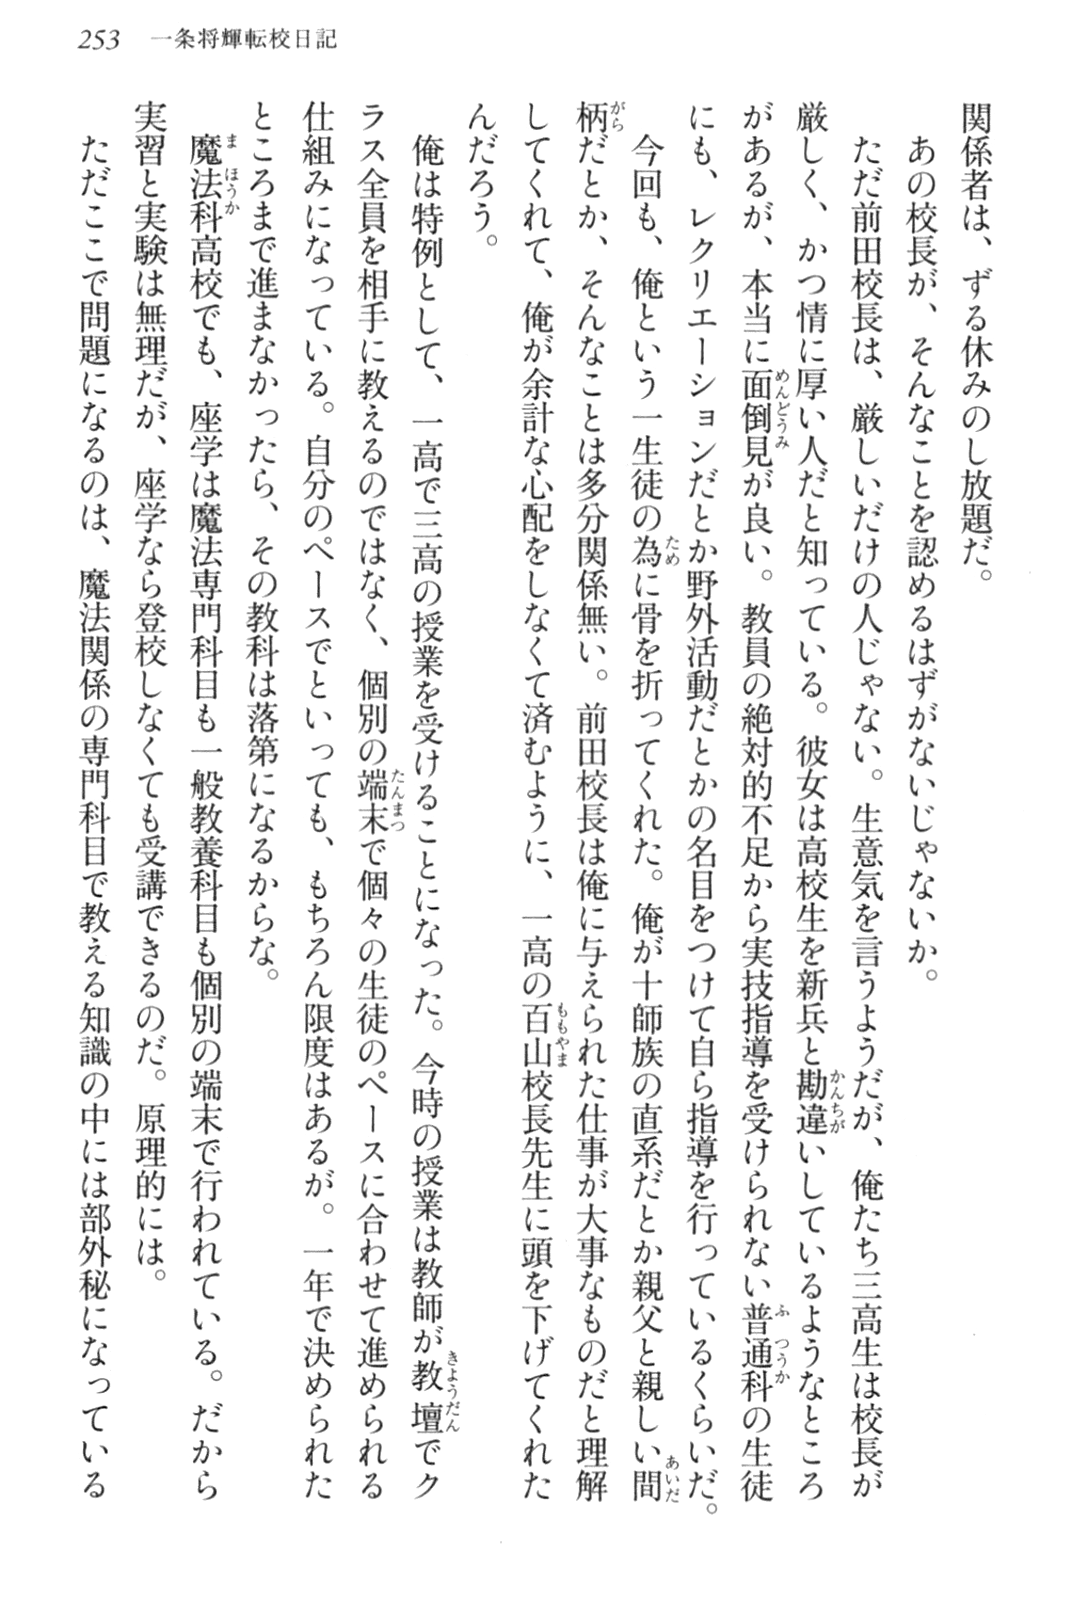 253 一条将輝転校日記
関係者は、ずる休みのし放題だ。
あの校長が、そんなことを認めるはずがないじゃないか。
ただ前田校長は、厳しいだけの人じゃない。生意気を言うようだが、俺たち三高生は校長が
厳しく、かつ情に厚い人だと知っている。彼女は高校生を新兵と勘違いしているようなところ
があるが、本当に面倒見が良い。教員の絶対的不足から実技指導を受けられない普通科の生徒
にも、レクリエーションだとか野外活動だとかの名目をつけて自ら指導を行っているくらいだ。
今回も、俺という一生徒の為に骨を折ってくれた。俺が十師族の直系だとか親父と親しい間
柄だとか、そんなことは多分関係無い。前田校長は俺に与えられた仕事が大事なものだと理解
してくれて、俺が余計な心配をしなくて済むように、一高の百山校長先生に頭を下げてくれた
んだろう。
俺は特例として、一高で三高の授業を受けることになった。今時の授業は教師が教壇でク
ラス全員を相手に教えるのではなく、個別の端末で個々の生徒のペースに合わせて進められる
仕組みになっている。自分のペースでといっても、もちろん限度はあるが。一年で決められた
ところまで進まなかったら、その教科は落第になるからな。
魔法科高校でも、座学は魔法専門科目も一般教養科目も個別の端末で行われている。だから
実習と実験は無理だが、座学なら登校しなくても受講できるのだ。原理的には。
ただここで問題になるのは、魔法関係の専門科目で教える知識の中には部外秘になっている